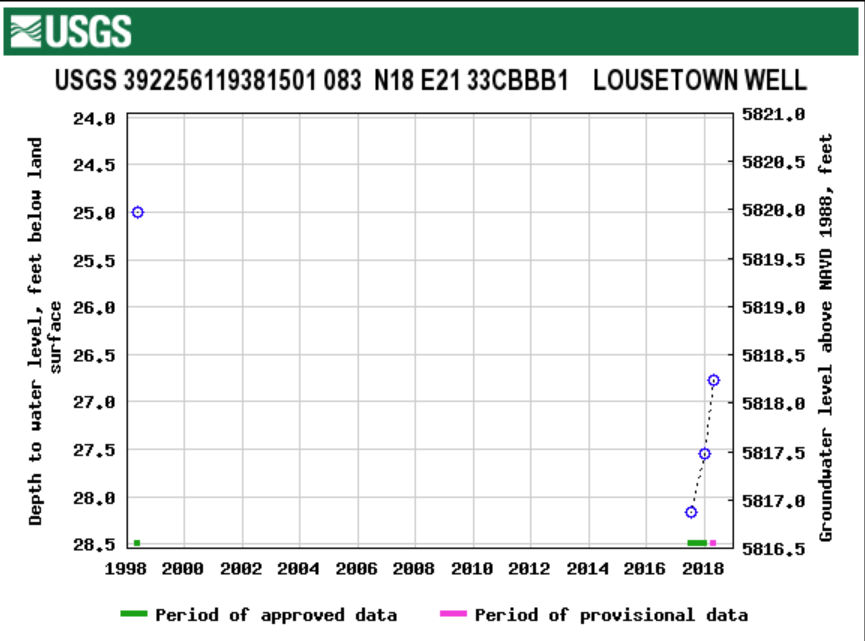 USGS
USGS 392256119381501 083 N18 E21 33CBBB1 LOUSETOWN WELL
Depth to water level, feet below land
surface
24.0
24.5
25.0
25.5
26.0
26.5
27.0
27.5
28.0
28.5
5821.0
5820.5
5820.0
5819.5
5819.0
5818.5
5818.0
5817.5
5817.0
5816.5
Groundwater level above NAVD 1988, feet
1998 2000 2002 2004 2006 2008 2010 2012 2014 2016 2018
Period of approved data Period of provisional data